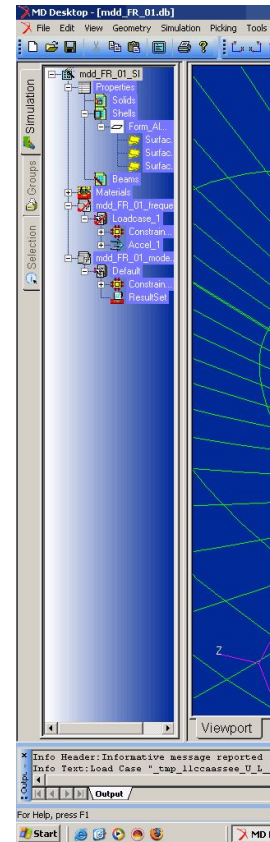 MD Desktop - [mdd_FR_01.db]
File Edit View Geometry Simulation Picking Tools
Simulation
Groups
Selection
mdd_FR_01_SI
Properties
Solids
Shells
Form_Al...
Surfac.
Surfac.
Surfac.
Beams
Materials
mdd_FR_01_freque
Loadcase_1
Constrain...
Accel_1
mdd_FR_01_mode.
Default
Constrain...
ResultSet
Z
Viewport
Outpu...
Info Header:Informative message reported
Info Text:Load Case "_tmp_llccaassee_U_L_
Output
For Help, press F1
Start
MD